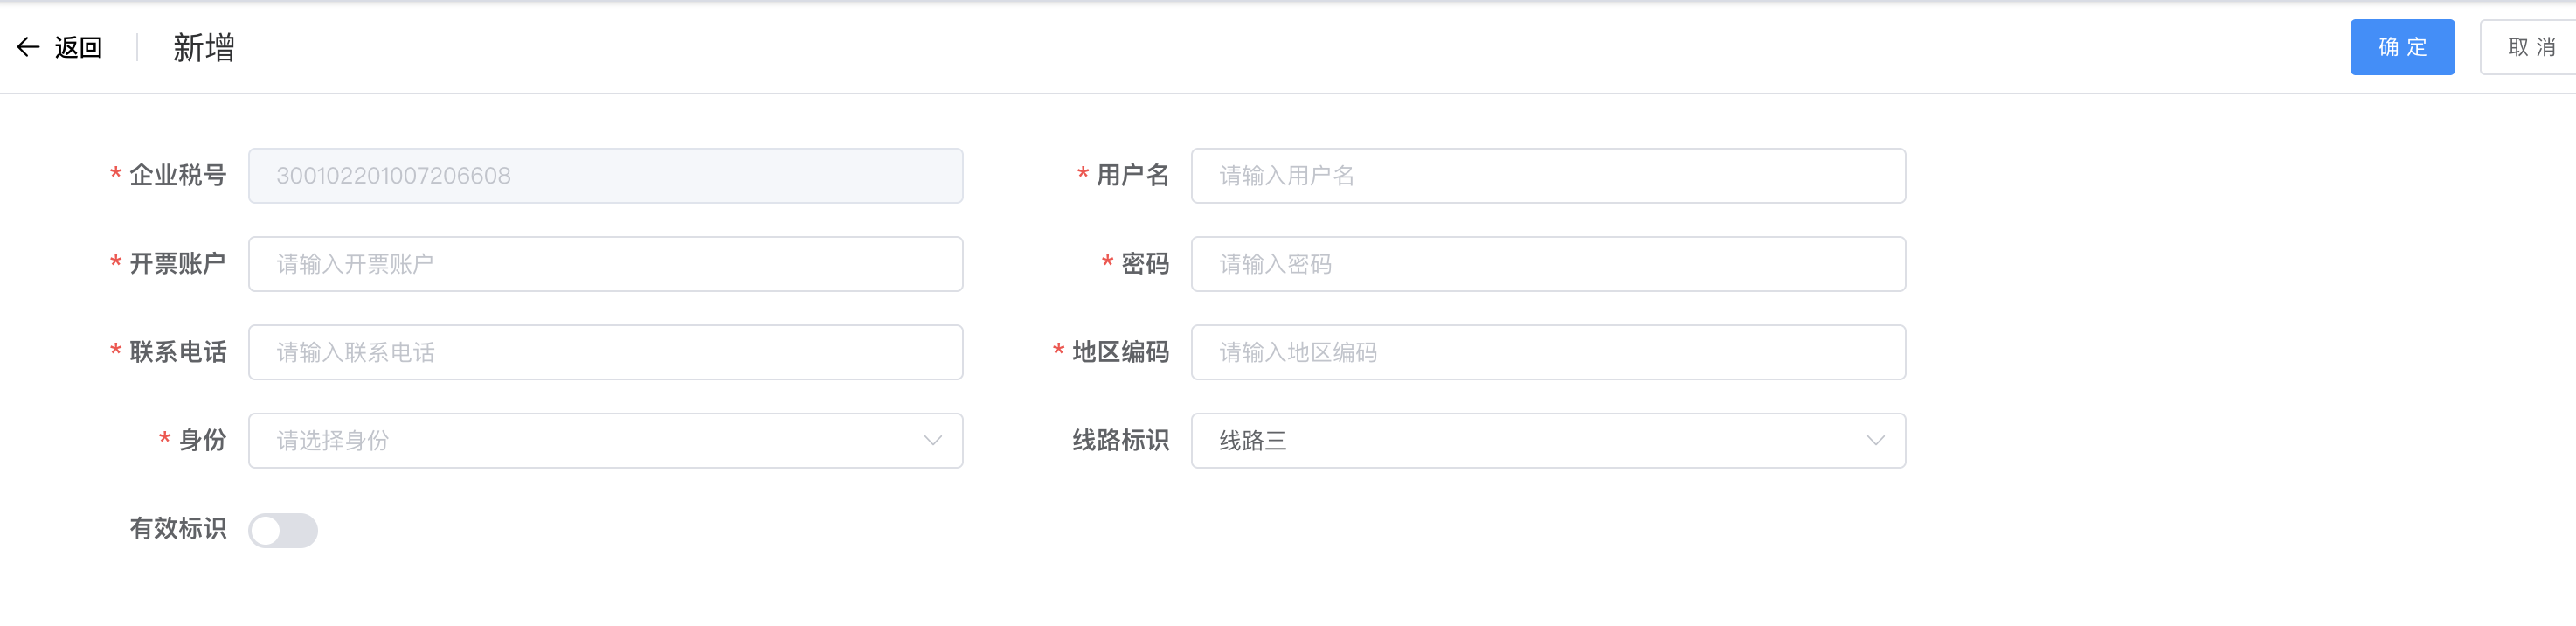 返回 新增 确定 取消
* 企业税号 300102201007206608 * 用户名 请输入用户名
* 开票账户 请输入开票账户 * 密码 请输入密码
* 联系电话 请输入联系电话 * 地区编码 请输入地区编码
* 身份 请选择身份 线路标识 线路三
有效标识